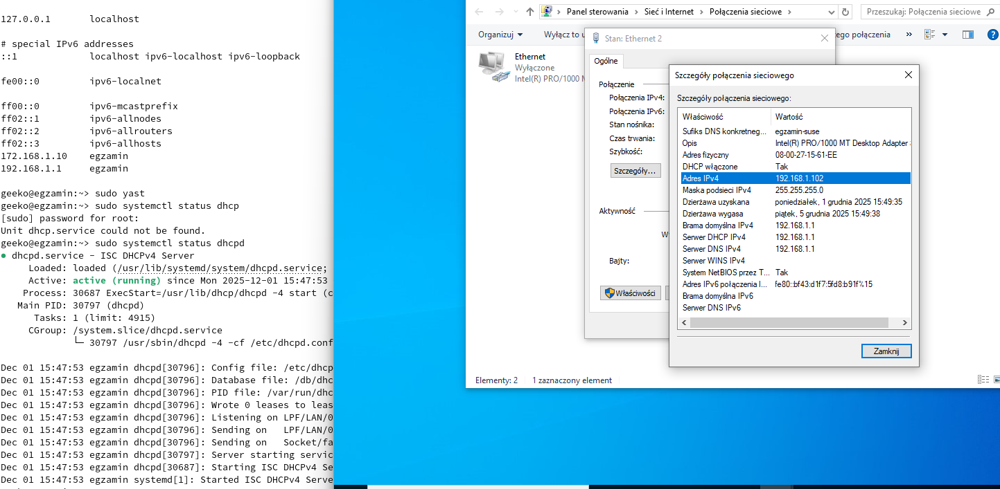 127.0.0.1 localhost
# special IPv6 addresses
::1 localhost ipv6-localhost ipv6-loopback
fe00::0 ipv6-localnet
ff00::0 ipv6-mcastprefix
ff02::1 ipv6-allnodes
ff02::2 ipv6-allrouters
ff02::3 ipv6-allhosts
172.168.1.10 egzamin
192.168.1.1 egzamin
geeko@egzamin:~> sudo yast
geeko@egzamin:~> sudo systemctl status dhcp
[sudo] password for root:
Unit dhcp.service could not be found.
geeko@egzamin:~> sudo systemctl status dhcpd
● dhcpd.service - ISC DHCPv4 Server
Loaded: loaded (/usr/lib/systemd/system/dhcpd.service;
Active: active (running) since Mon 2025-12-01 15:47:53
Process: 30687 ExecStart=/usr/lib/dhcp/dhcpd -4 start (c
Main PID: 30797 (dhcpd)
Tasks: 1 (limit: 4915)
CGroup: /system.slice/dhcpd.service
└─ 30797 /usr/sbin/dhcpd -4 -cf /etc/dhcpd.conf
Dec 01 15:47:53 egzamin dhcpd[30796]: Config file: /etc/dhcp
Dec 01 15:47:53 egzamin dhcpd[30796]: Database file: /db/dhc
Dec 01 15:47:53 egzamin dhcpd[30796]: PID file: /var/run/dhc
Dec 01 15:47:53 egzamin dhcpd[30796]: Wrote 0 leases to leas
Dec 01 15:47:53 egzamin dhcpd[30796]: Listening on LPF/LAN/0
Dec 01 15:47:53 egzamin dhcpd[30796]: Sending on LPF/LAN/0
Dec 01 15:47:53 egzamin dhcpd[30796]: Sending on Socket/fa
Dec 01 15:47:53 egzamin dhcpd[30797]: Server starting servic
Dec 01 15:47:53 egzamin dhcpd[30687]: Starting ISC DHCPv4 Se
Dec 01 15:47:53 egzamin systemd[1]: Started ISC DHCPv4 Serve
Panel sterowania > Sieć i Internet > Połączenia sieciowe >
Przeszukaj: Połączenia sieciowe
Organizuj
Wyłącz to u
ego połączenia
»
Ethernet
Wyłączone
Intel(R) PRO/1000 M
Stan: Ethernet 2
Ogólne
Połączenie
Połączenia IPv4:
Połączenia IPv6:
Stan nośnika:
Czas trwania:
Szybkość:
Szczegóły...
Aktywność
W
Bajty:
Właściwości
Szczegóły połączenia sieciowego
Szczegóły połączenia sieciowego:
Właściwość Wartość
Sufiks DNS konkretneg... egzamin-suse
Opis Intel(R) PRO/1000 MT Desktop Adapter
Adres fizyczny 08-00-27-15-61-EE
DHCP włączone Tak
Adres IPv4 192.168.1.102
Maska podsieci IPv4 255.255.255.0
Dzierżawa uzyskana poniedziałek, 1 grudnia 2025 15:49:35
Dzierżawa wygasa piątek, 5 grudnia 2025 15:49:38
Brama domyślna IPv4 192.168.1.1
Serwer DHCP IPv4 192.168.1.1
Serwer DNS IPv4 192.168.1.1
Serwer WINS IPv4
System NetBIOS przez T... Tak
Adres IPv6 połączenia l... fe80::bf43:d1f7:5fd8:b91f%15
Brama domyślna IPv6
Serwer DNS IPv6
Zamknij
Elementy: 2 1 zaznaczony element